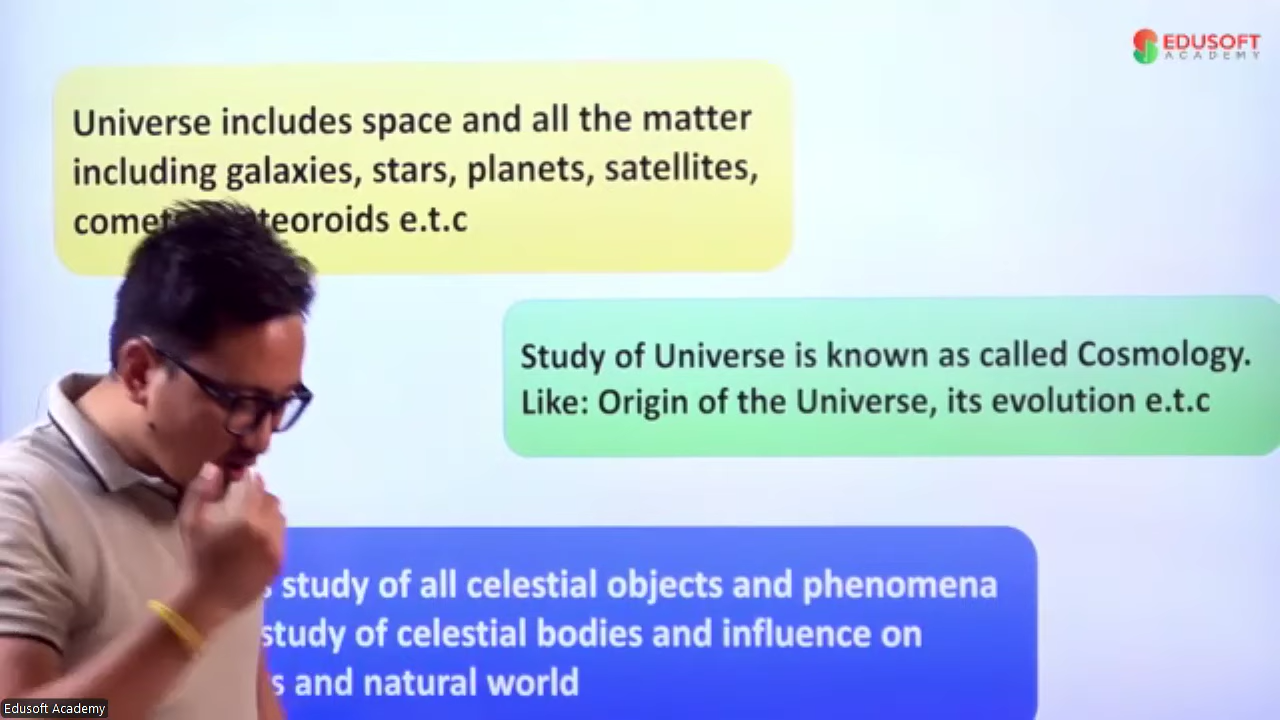 EDUSOFT
ACADEMY
Universe includes space and all the matter
including galaxies, stars, planets, satellites,
e.t.c
Study of Universe is known as called Cosmology.
Like: Origin of the Universe, its evolution e.t.c
study of all celestial objects and phenomena
study of celestial bodies and influence on
and natural world
Edusoft Academy